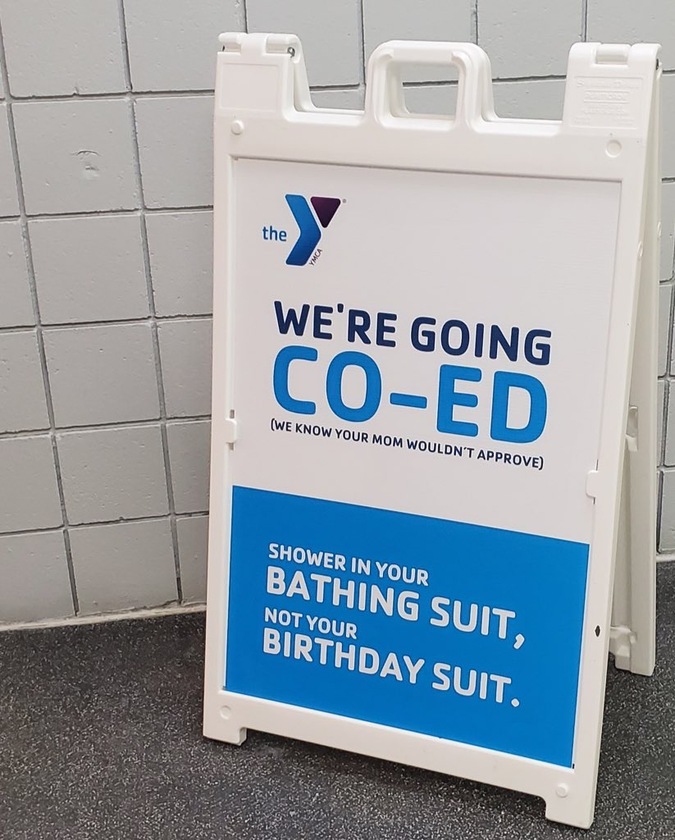 the
YMCA
WE'RE GOING
CO-ED
(WE KNOW YOUR MOM WOULDN'T APPROVE)
SHOWER IN YOUR
BATHING SUIT,
NOT YOUR
BIRTHDAY SUIT.